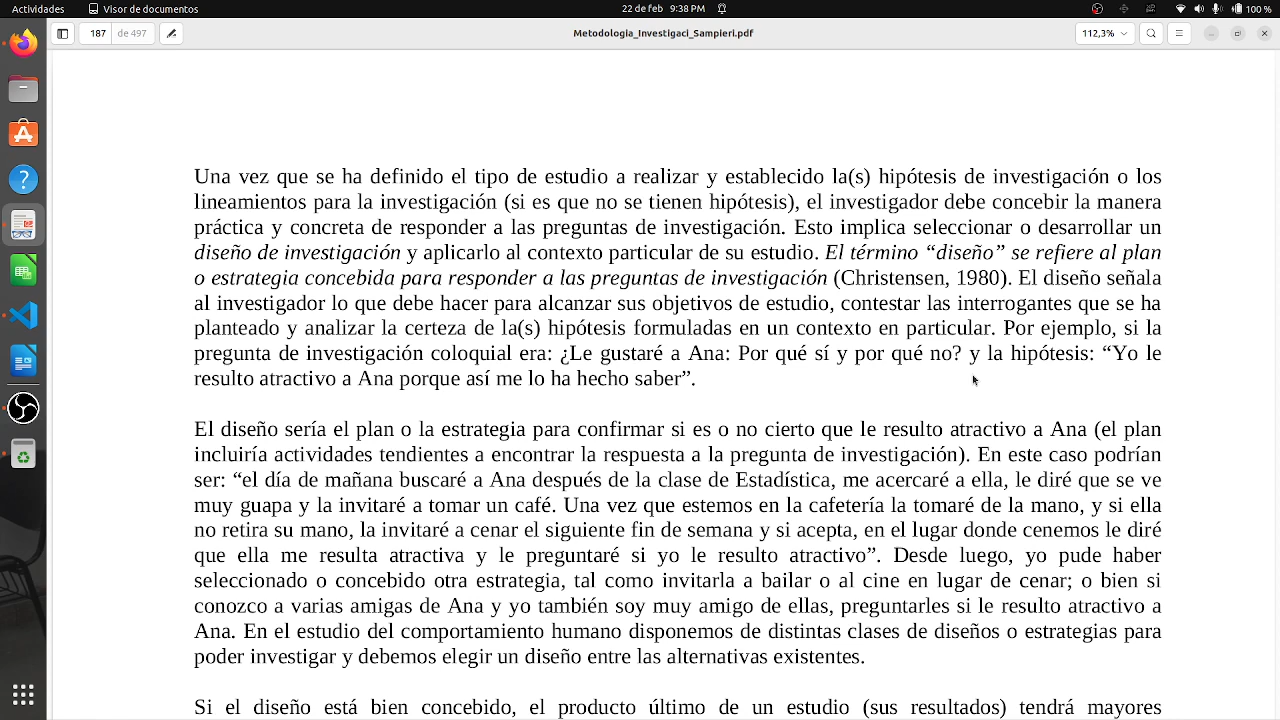 Actividades
Visor de documentos
22 de feb 9:38 PM
100 %
187
de 497
Metodologia_Investigaci_Sampieri.pdf
112,3%
Una vez que se ha definido el tipo de estudio a realizar y establecido la(s) hipótesis de investigación o los
lineamientos para la investigación (si es que no se tienen hipótesis), el investigador debe concebir la manera
práctica y concreta de responder a las preguntas de investigación. Esto implica seleccionar o desarrollar un
diseño de investigación y aplicarlo al contexto particular de su estudio. El término “diseño” se refiere al plan
o estrategia concebida para responder a las preguntas de investigación (Christensen, 1980). El diseño señala
al investigador lo que debe hacer para alcanzar sus objetivos de estudio, contestar las interrogantes que se ha
planteado y analizar la certeza de la(s) hipótesis formuladas en un contexto en particular. Por ejemplo, si la
pregunta de investigación coloquial era: ¿Le gustaré a Ana: Por qué sí y por qué no? y la hipótesis: “Yo le
resulto atractivo a Ana porque así me lo ha hecho saber”.
El diseño sería el plan o la estrategia para confirmar si es o no cierto que le resulto atractivo a Ana (el plan
incluiría actividades tendientes a encontrar la respuesta a la pregunta de investigación). En este caso podrían
ser: “el día de mañana buscaré a Ana después de la clase de Estadística, me acercaré a ella, le diré que se ve
muy guapa y la invitaré a tomar un café. Una vez que estemos en la cafetería la tomaré de la mano, y si ella
no retira su mano, la invitaré a cenar el siguiente fin de semana y si acepta, en el lugar donde cenemos le diré
que ella me resulta atractiva y le preguntaré si yo le resulto atractivo”. Desde luego, yo pude haber
seleccionado o concebido otra estrategia, tal como invitarla a bailar o al cine en lugar de cenar; o bien si
conozco a varias amigas de Ana y yo también soy muy amigo de ellas, preguntarles si le resulto atractivo a
Ana. En el estudio del comportamiento humano disponemos de distintas clases de diseños o estrategias para
poder investigar y debemos elegir un diseño entre las alternativas existentes.
Si el diseño está bien concebido, el producto último de un estudio (sus resultados) tendrá mayores